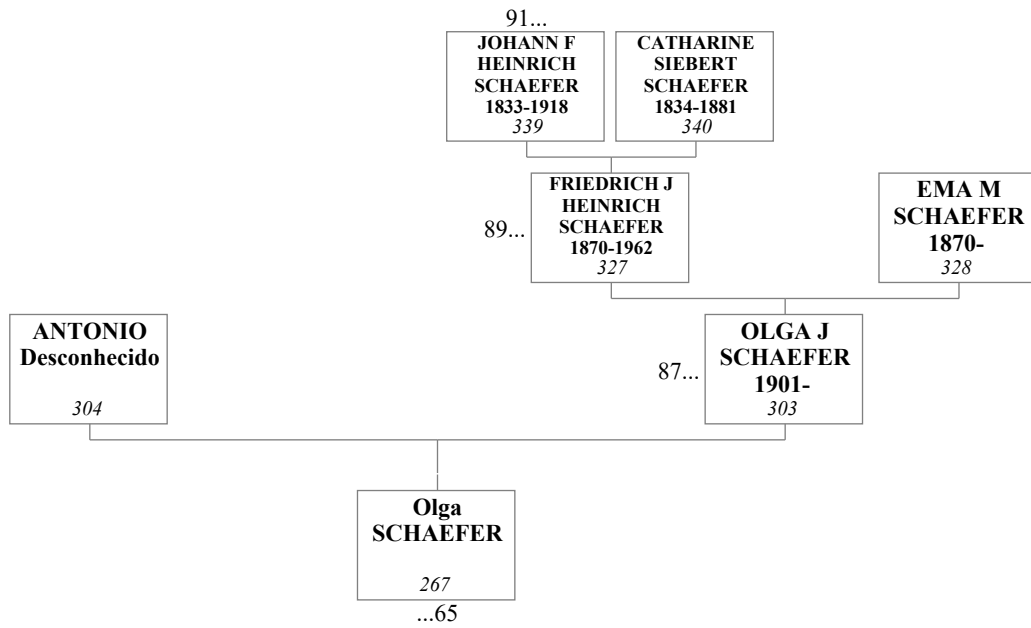 91...
JOHANN F
HEINRICH
SCHAEFER
1833-1918
339
CATHARINE
SIEBERT
SCHAEFER
1834-1881
340
89...
FRIEDRICH J
HEINRICH
SCHAEFER
1870-1962
327
EMA M
SCHAEFER
1870-
328
ANTONIO
Desconhecido
304
87...
OLGA J
SCHAEFER
1901-
303
Olga
SCHAEFER
267
...65